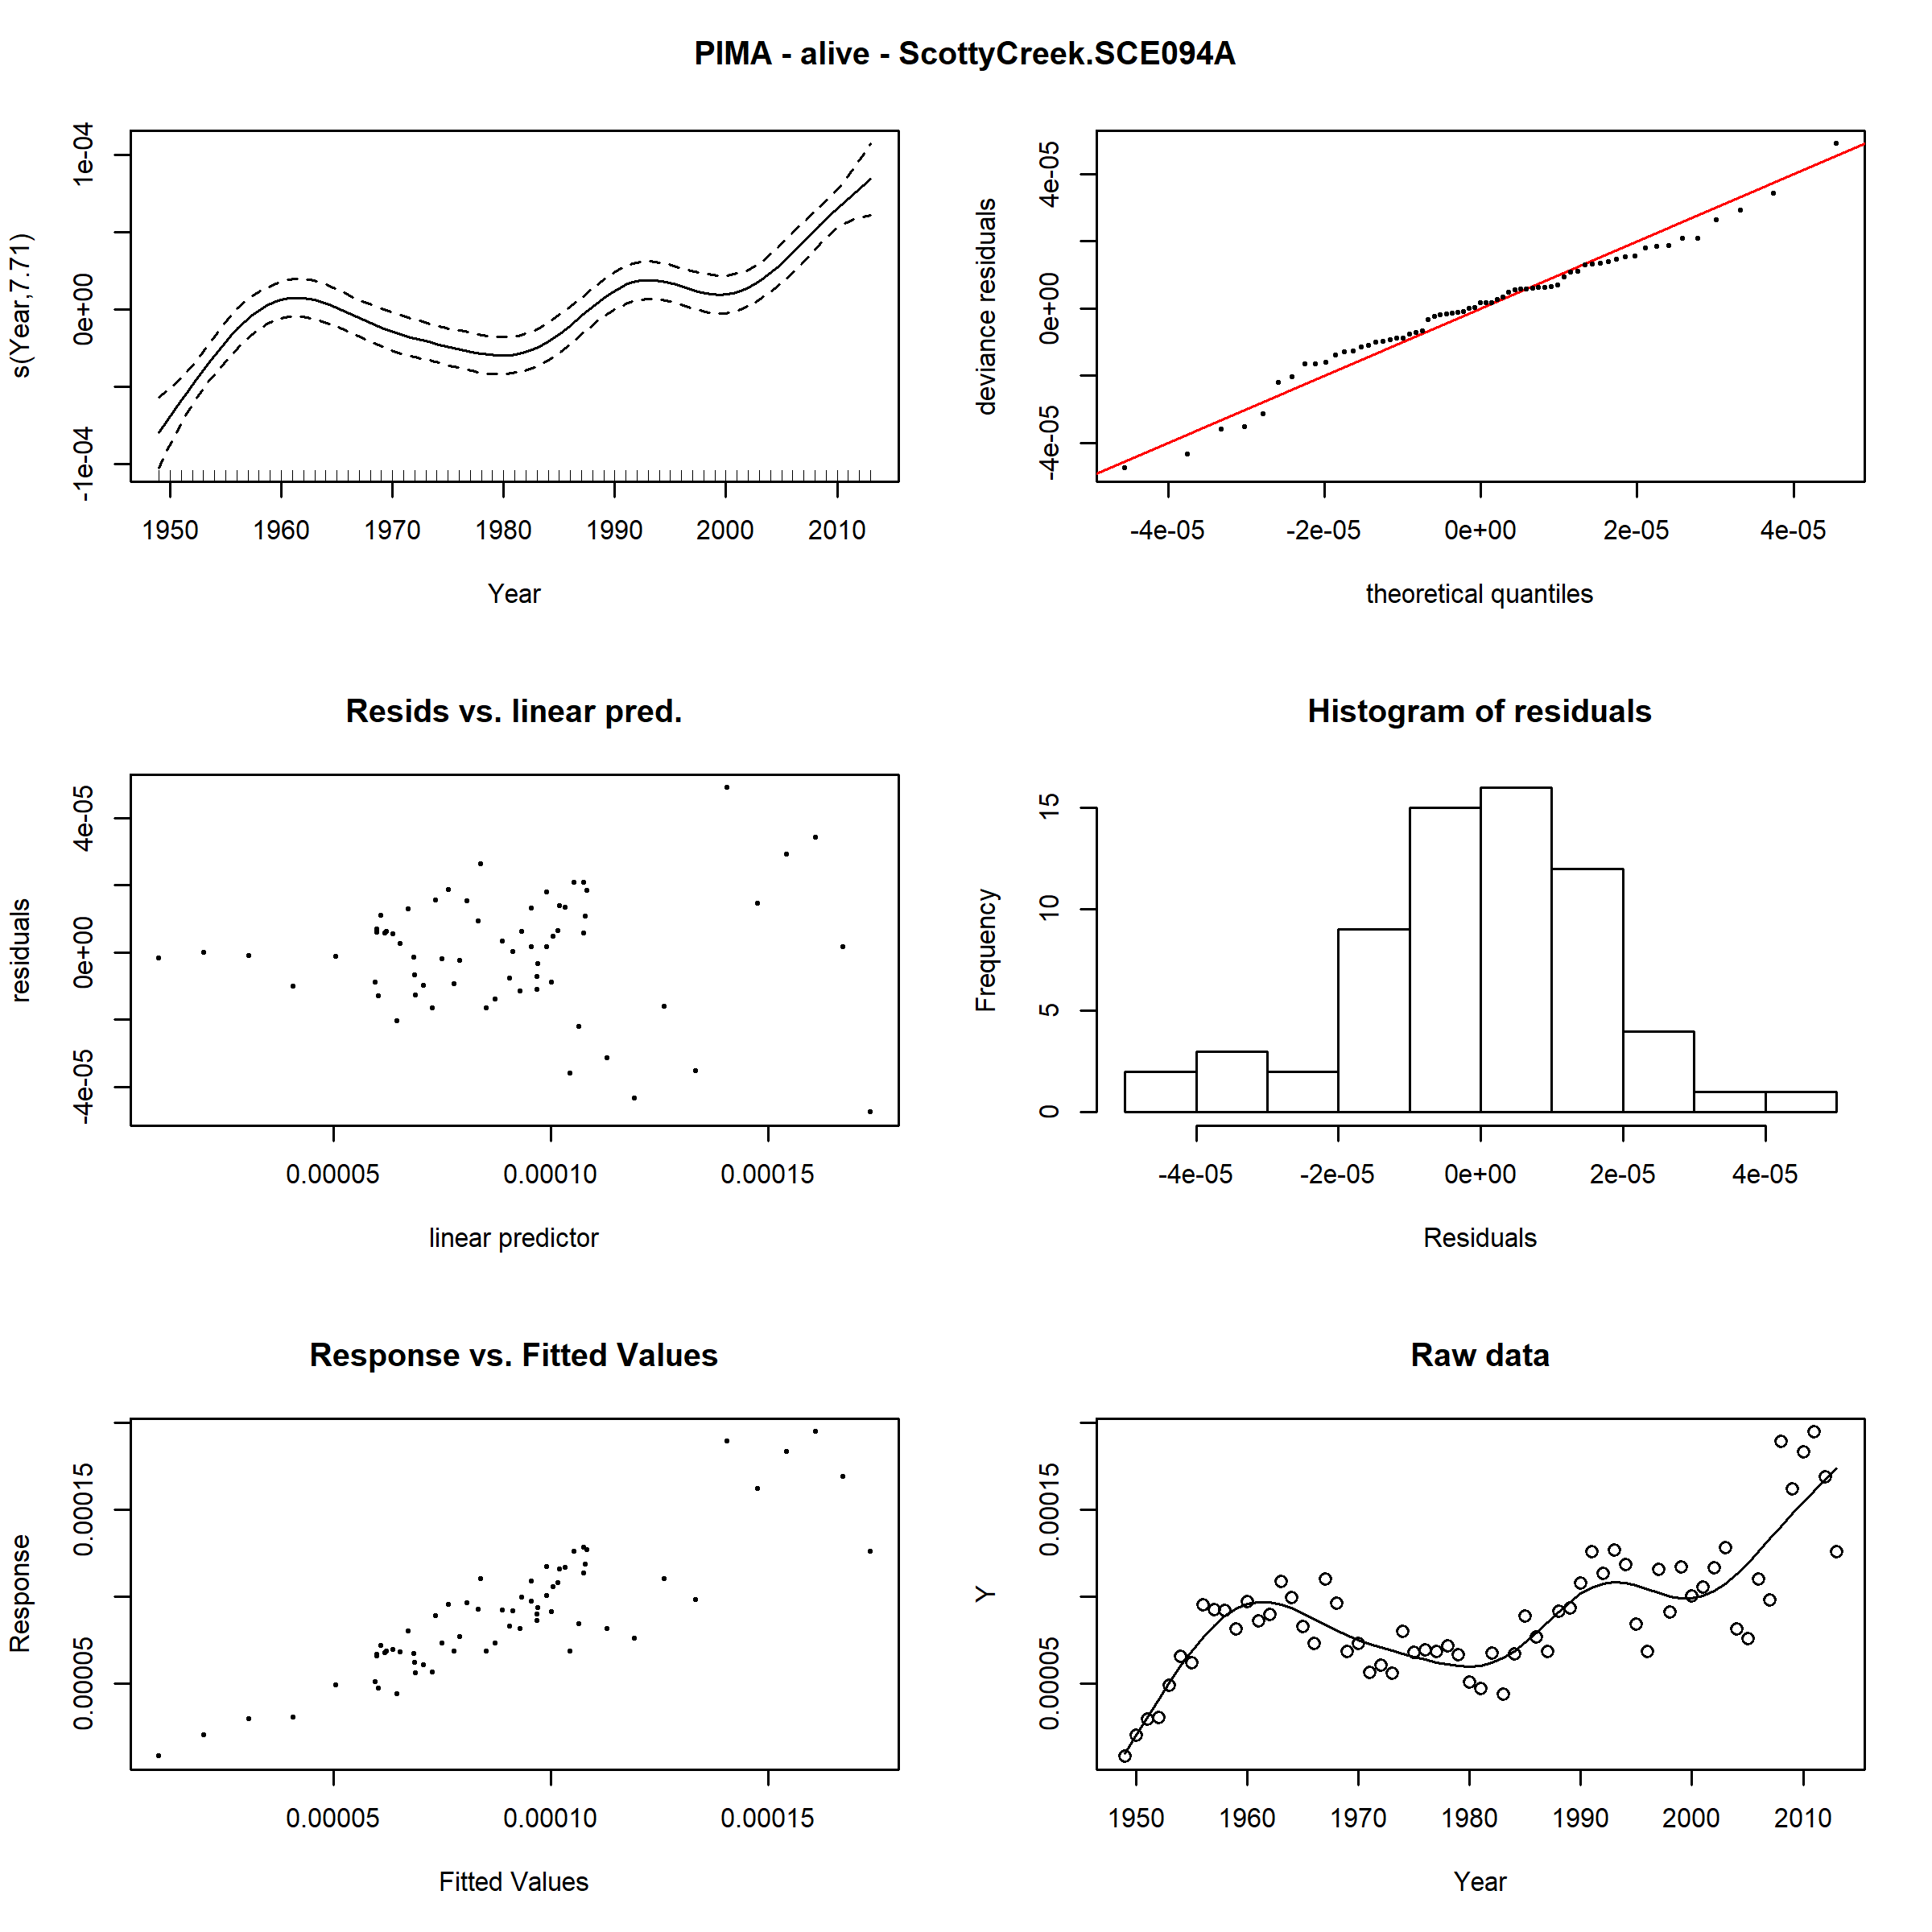 PIMA - alive - ScottyCreek.SCE094A
s(Year,7.71)
1e-04
0e+00
-1e-04
1950 1960 1970 1980 1990 2000 2010
Year
deviance residuals
4e-05
0e+00
-4e-05
-4e-05 -2e-05 0e+00 2e-05 4e-05
theoretical quantiles
Resids vs. linear pred.
residuals
4e-05
0e+00
-4e-05
0.00005 0.00010 0.00015
linear predictor
Histogram of residuals
Frequency
15
10
5
0
-4e-05 -2e-05 0e+00 2e-05 4e-05
Residuals
Response vs. Fitted Values
Response
0.00015
0.00005
0.00005 0.00010 0.00015
Fitted Values
Raw data
Y
0.00015
0.00005
1950 1960 1970 1980 1990 2000 2010
Year